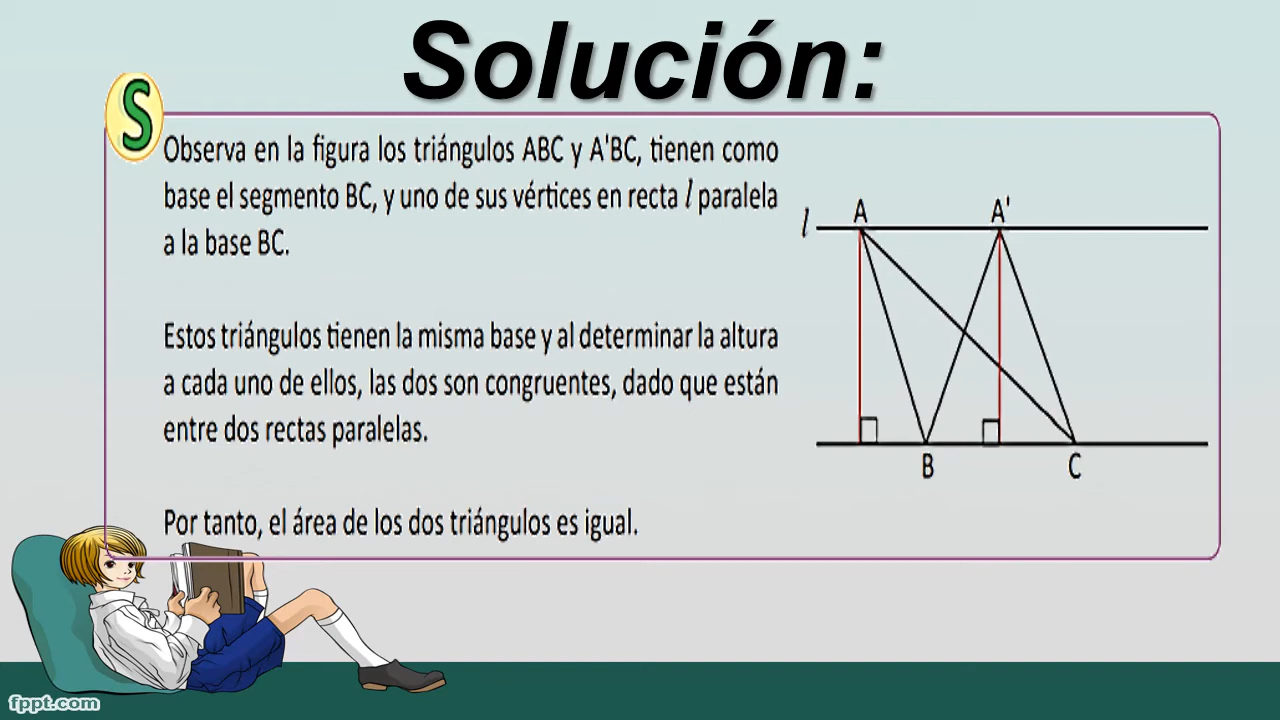 Solución:
S
Observa en la figura los triángulos ABC y A'BC, tienen como
base el segmento BC, y uno de sus vértices en recta l paralela
a la base BC.
Estos triángulos tienen la misma base y al determinar la altura
a cada uno de ellos, las dos son congruentes, dado que están
entre dos rectas paralelas.
Por tanto, el área de los dos triángulos es igual.
l
A
A'
B
C
fppt.com